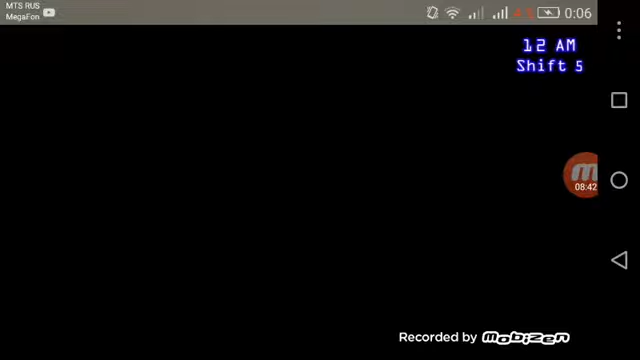 MTS RUS
MegaFon
0:06
12 AM
Shift 5
08:42
Recorded by mobizen